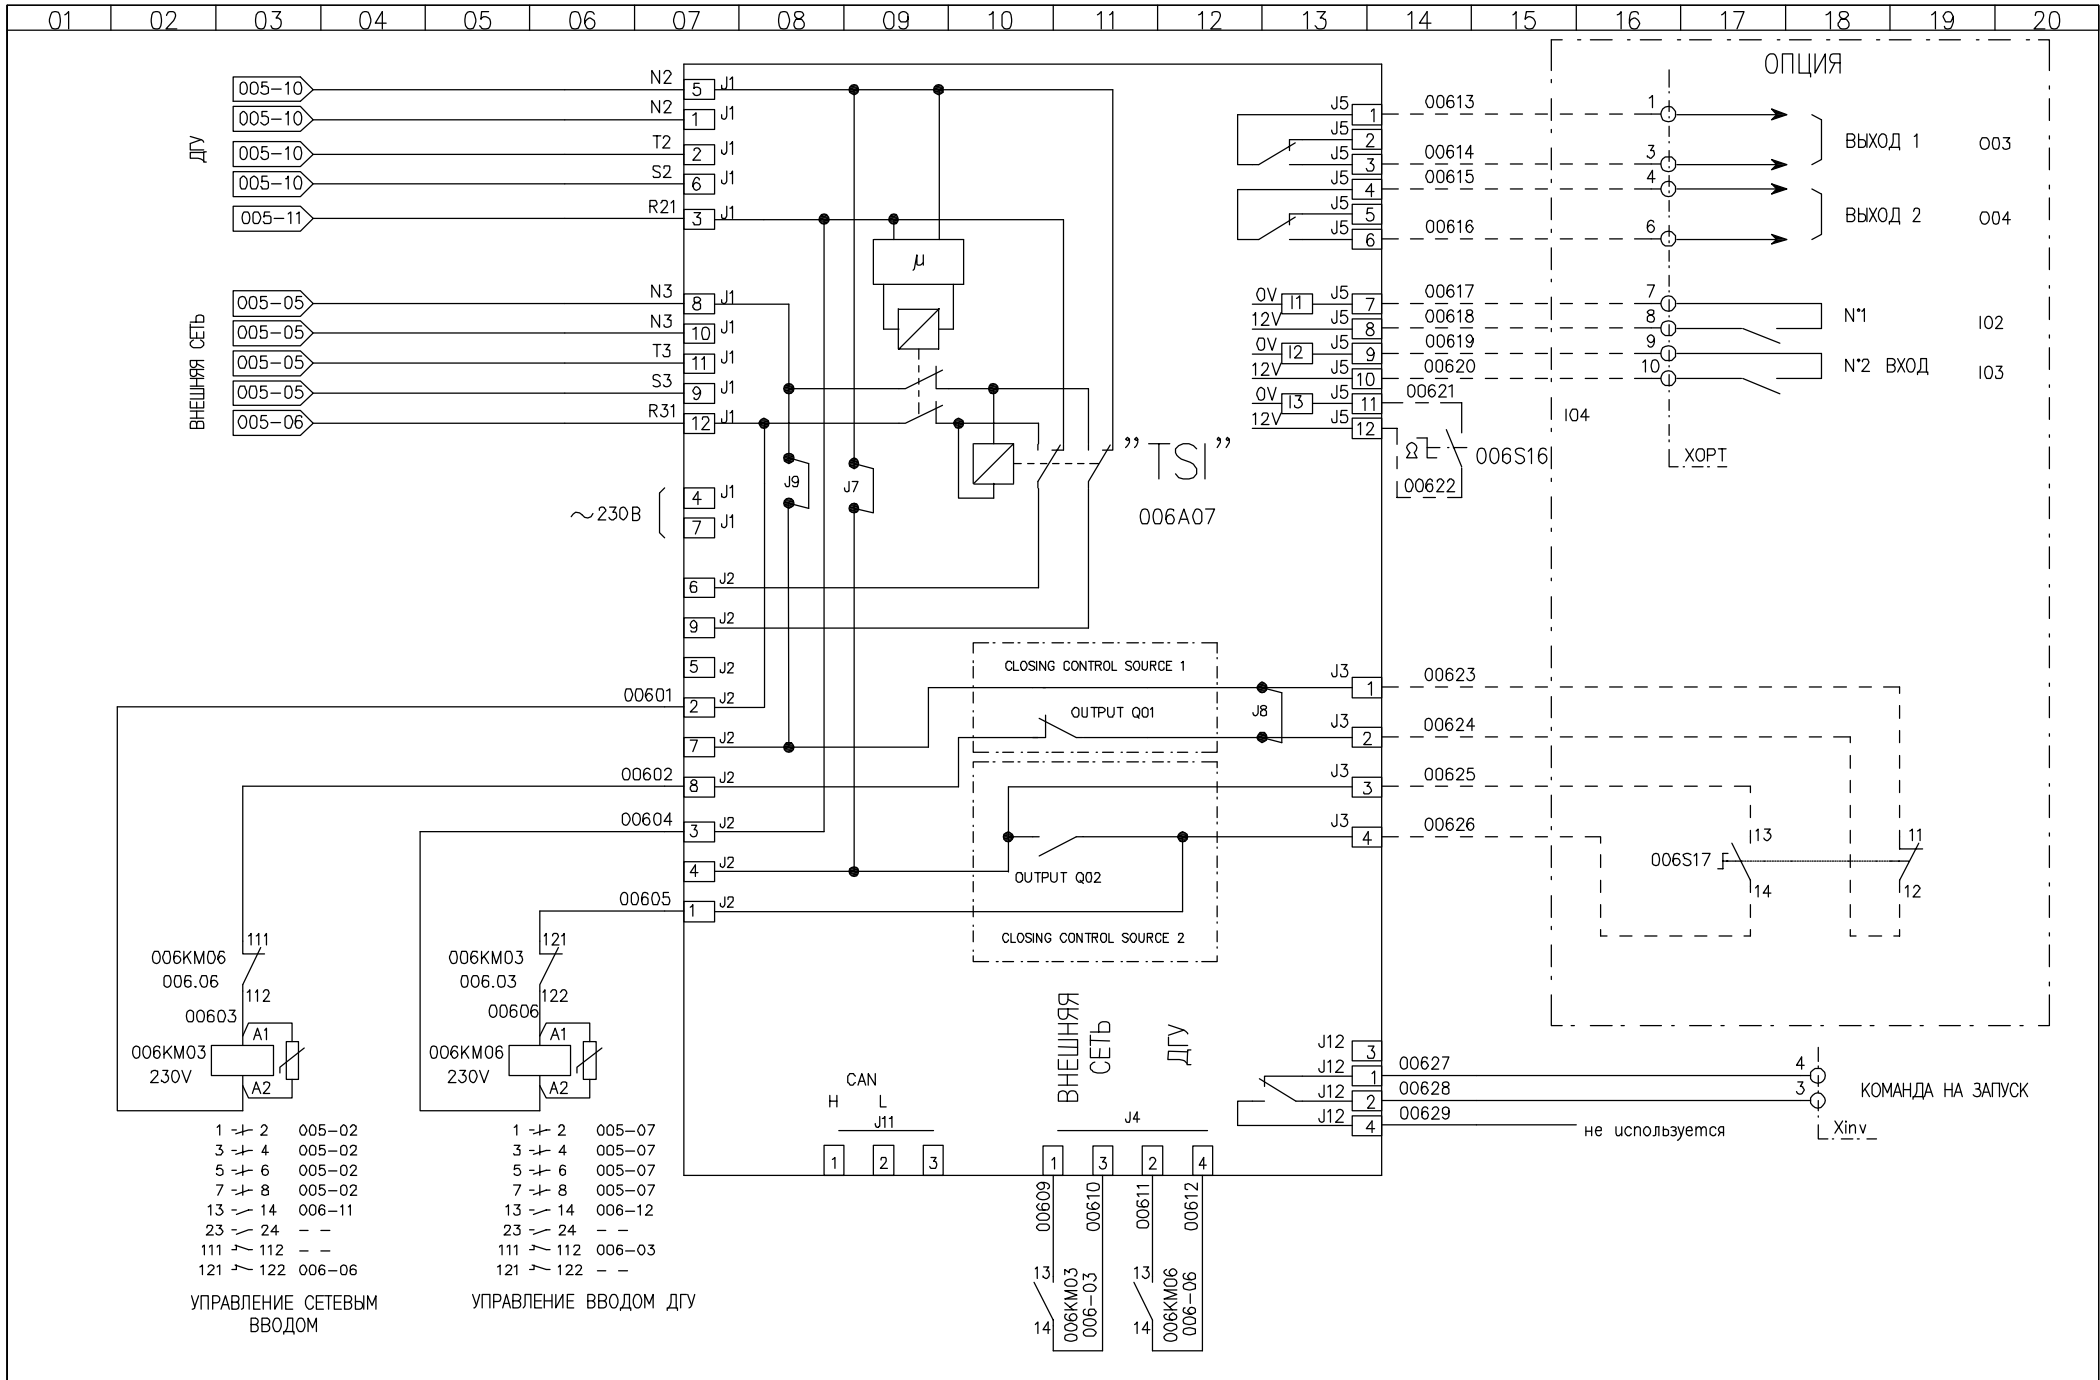 01 02 03 04 05 06 07 08 09 10 11 12 13 14 15 16 17 18 19 20
ОПЦИЯ
ДГУ
005-10 N2 5 J1
005-10 N2 1 J1
005-10 T2 2 J1
005-10 S2 6 J1
005-11 R21 3 J1
ВНЕШНЯЯ СЕТЬ
005-05 N3 8 J1
005-05 N3 10 J1
005-05 T3 11 J1
005-05 S3 9 J1
005-06 R31 12 J1
~230В
4 J1
7 J1
6 J2
9 J2
5 J2
00601 2 J2
7 J2
00602 8 J2
00604 3 J2
4 J2
00605 1 J2
μ
J9
J7
"TSI"
006A07
J5 1 00613 1
J5 2
J5 3 00614 3
ВЫХОД 1 О03
J5 4 00615 4
J5 5
J5 6 00616 6
ВЫХОД 2 О04
0V I1 J5 7 00617 7
12V J5 8 00618 8
N°1 I02
0V I2 J5 9 00619 9
12V J5 10 00620 10
N°2 ВХОД I03
0V I3 J5 11 00621
12V J5 12
I04
Ω 006S16
00622
ХОРТ
CLOSING CONTROL SOURCE 1
OUTPUT Q01
J8
J3 1 00623
J3 2 00624
J3 3 00625
J3 4 00626
OUTPUT Q02
CLOSING CONTROL SOURCE 2
006S17
13
14
11
12
111
006KM06
006.06
112
00603
A1
006KM03
230V
A2
121
006KM03
006.03
122
00606
A1
006KM06
230V
A2
1 2 005-02
3 4 005-02
5 6 005-02
7 8 005-02
13 14 006-11
23 24 - -
111 112 - -
121 122 006-06
УПРАВЛЕНИЕ СЕТЕВЫМ
ВВОДОМ
1 2 005-07
3 4 005-07
5 6 005-07
7 8 005-07
13 14 006-12
23 24 - -
111 112 006-03
121 122 - -
УПРАВЛЕНИЕ ВВОДОМ ДГУ
CAN
H L
J11
1 2 3
ВНЕШНЯЯ
СЕТЬ
ДГУ
J4
1 3 2 4
00609
00610
00611
00612
13
14
006KM03
006-03
13
14
006KM06
006-06
J12 3
J12 1 00627 4
J12 2 00628 3
J12 4 00629
не используется
Xinv
КОМАНДА НА ЗАПУСК